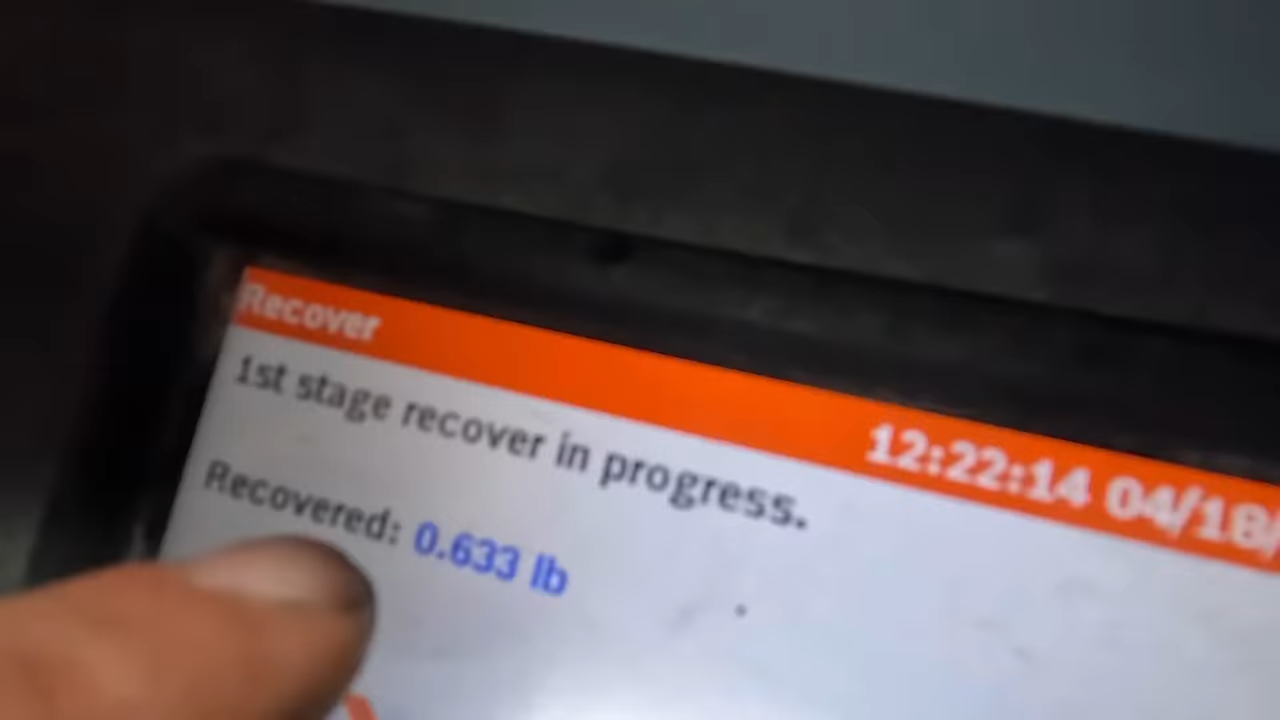 Recover
12:22:14 04/18/
1st stage recover in progress.
Recovered: 0.633 lb